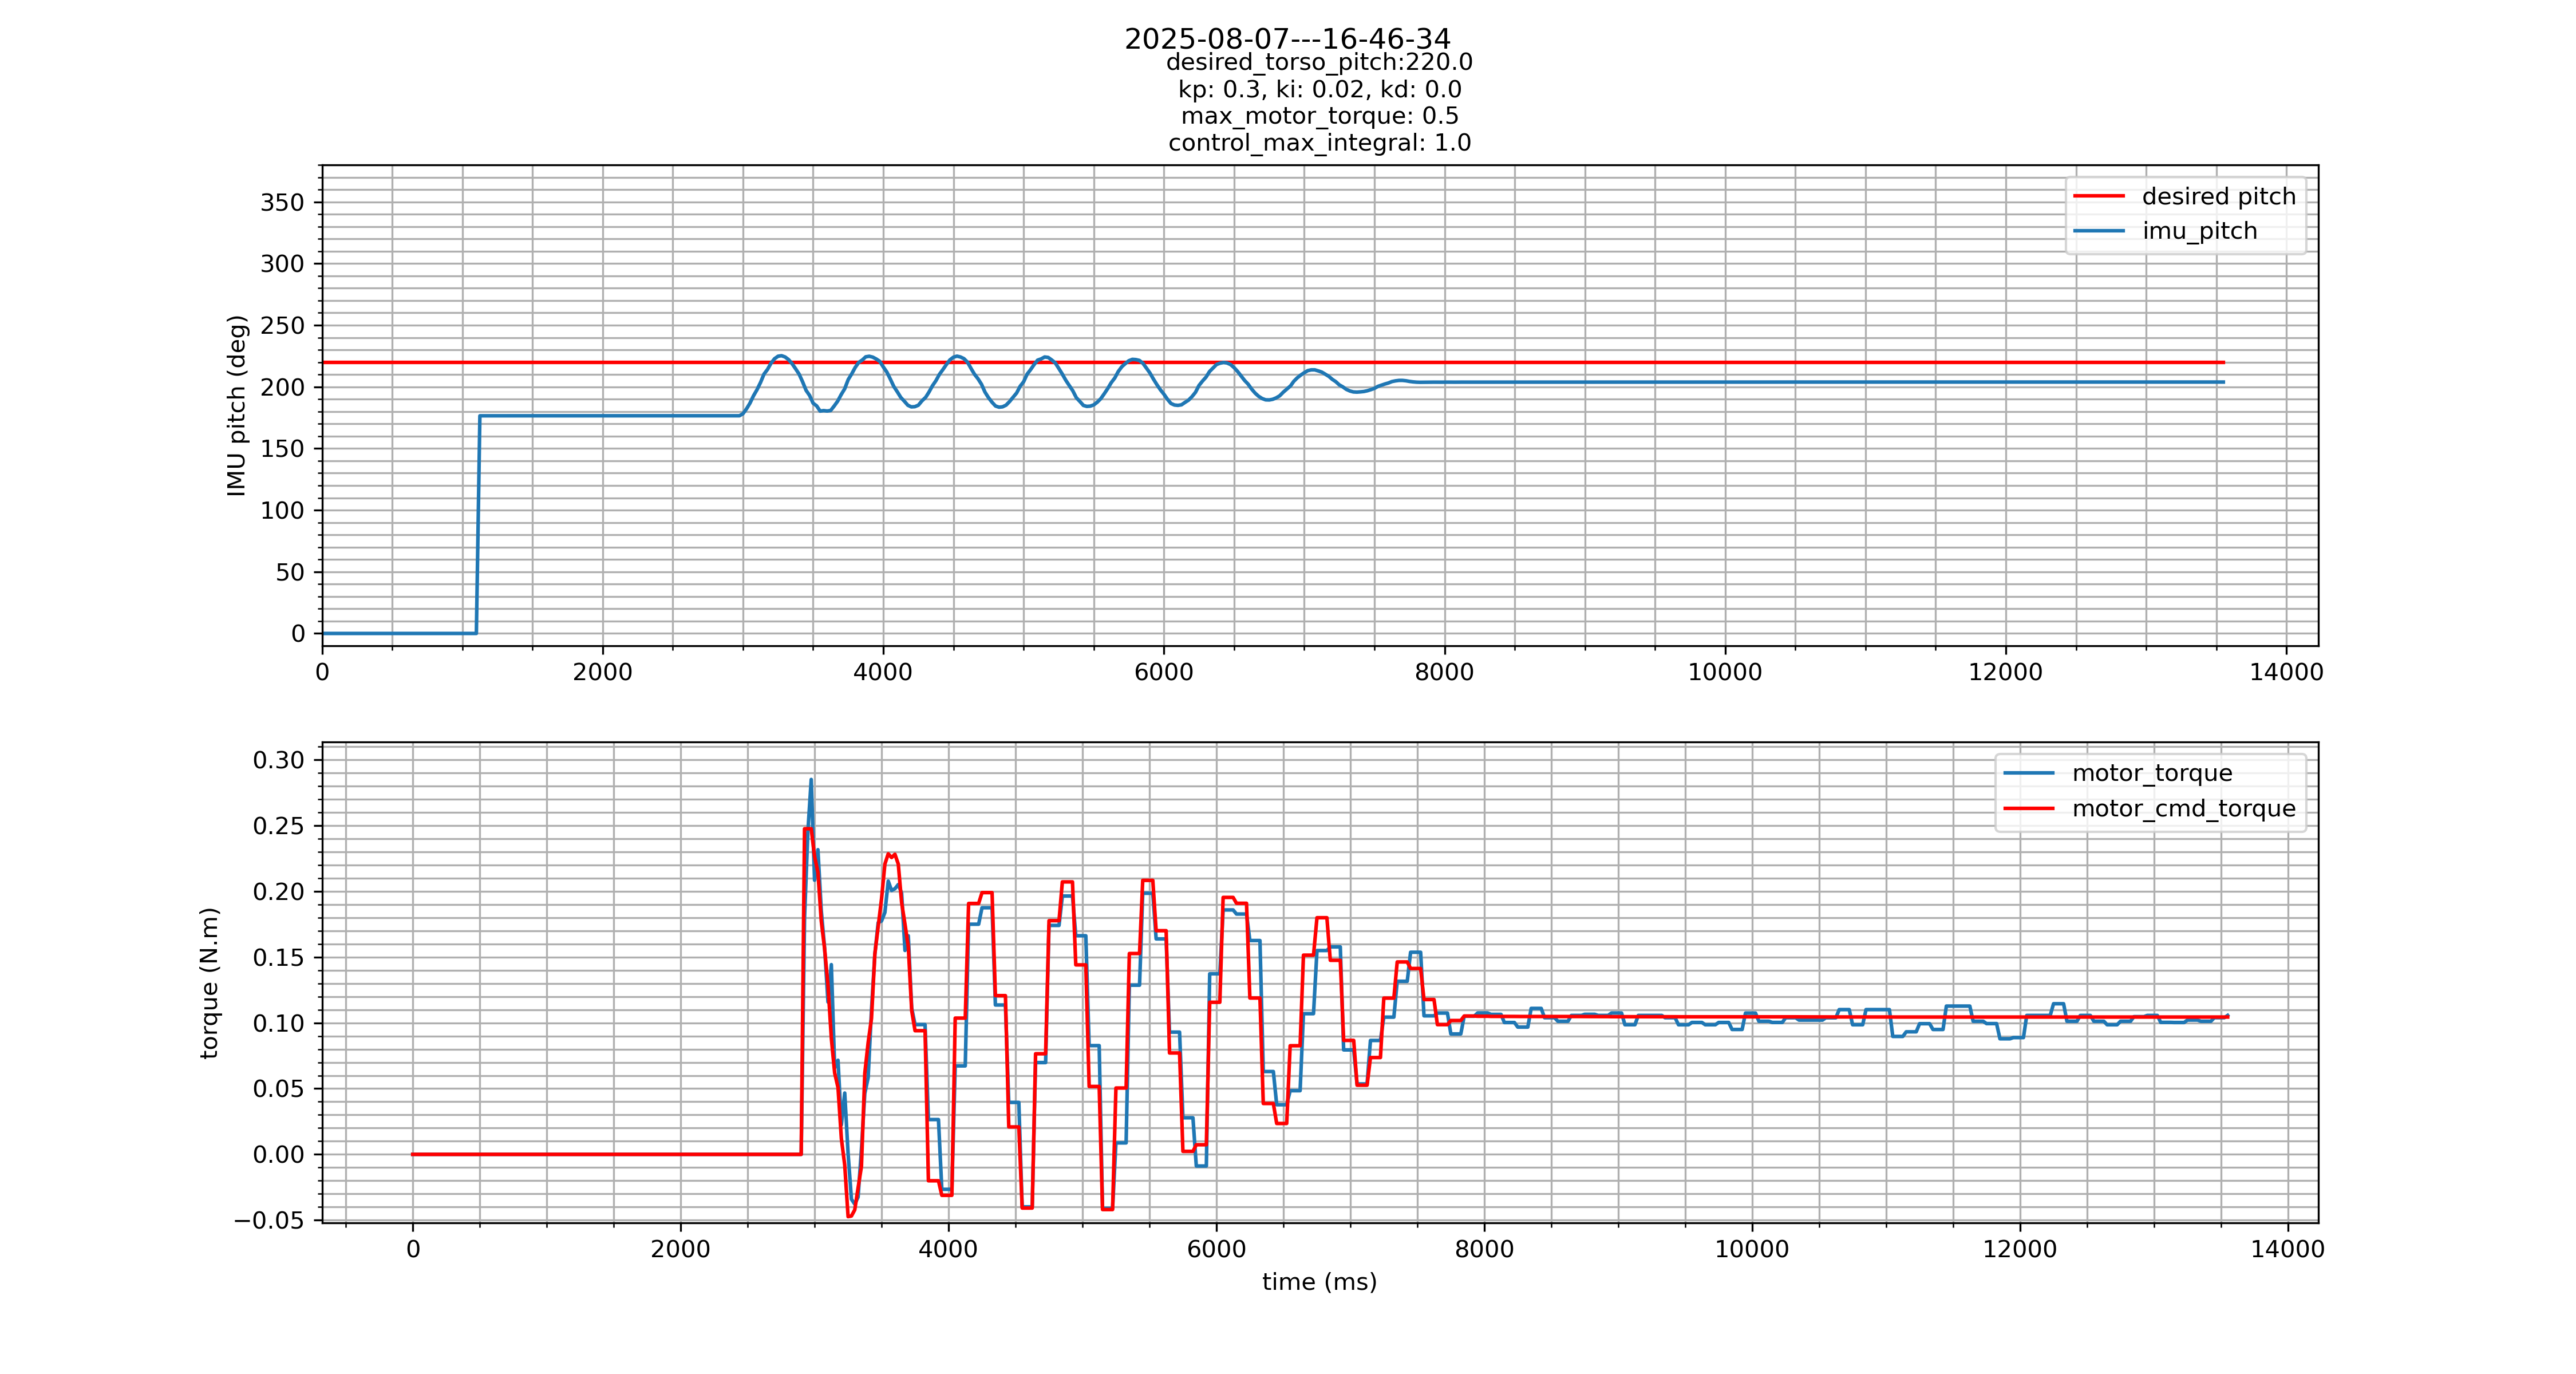 2025-08-07---16-46-34
desired_torso_pitch:220.0
kp: 0.3, ki: 0.02, kd: 0.0
max_motor_torque: 0.5
control_max_integral: 1.0
350
300
250
200
150
100
50
0
IMU pitch (deg)
desired pitch
imu_pitch
0 2000 4000 6000 8000 10000 12000 14000
0.30
0.25
0.20
0.15
0.10
0.05
0.00
−0.05
torque (N.m)
motor_torque
motor_cmd_torque
0 2000 4000 6000 8000 10000 12000 14000
time (ms)